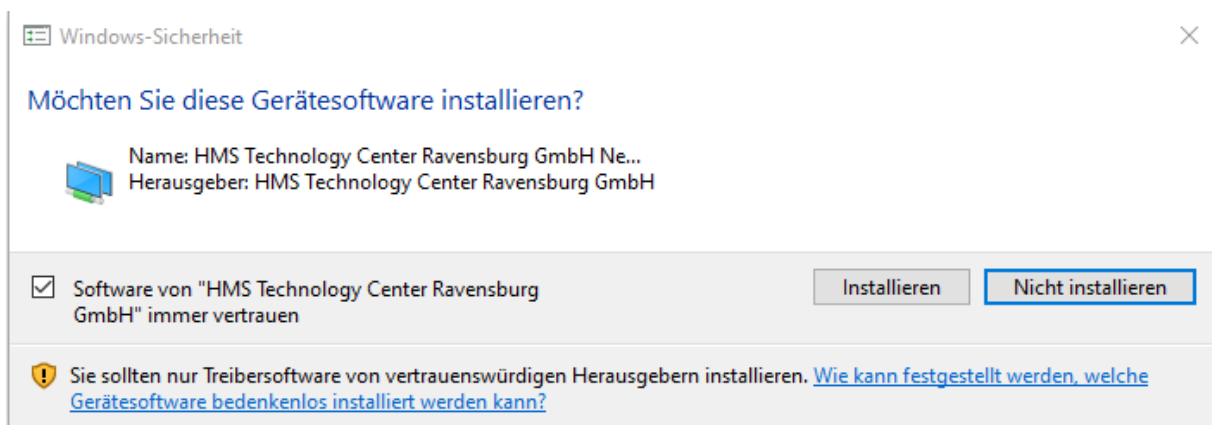 Windows-Sicherheit
Möchten Sie diese Gerätesoftware installieren?
Name: HMS Technology Center Ravensburg GmbH Ne...
Herausgeber: HMS Technology Center Ravensburg GmbH
Software von "HMS Technology Center Ravensburg
GmbH" immer vertrauen
Installieren
Nicht installieren
Sie sollten nur Treibersoftware von vertrauenswürdigen Herausgebern installieren. Wie kann festgestellt werden, welche
Gerätesoftware bedenkenlos installiert werden kann?